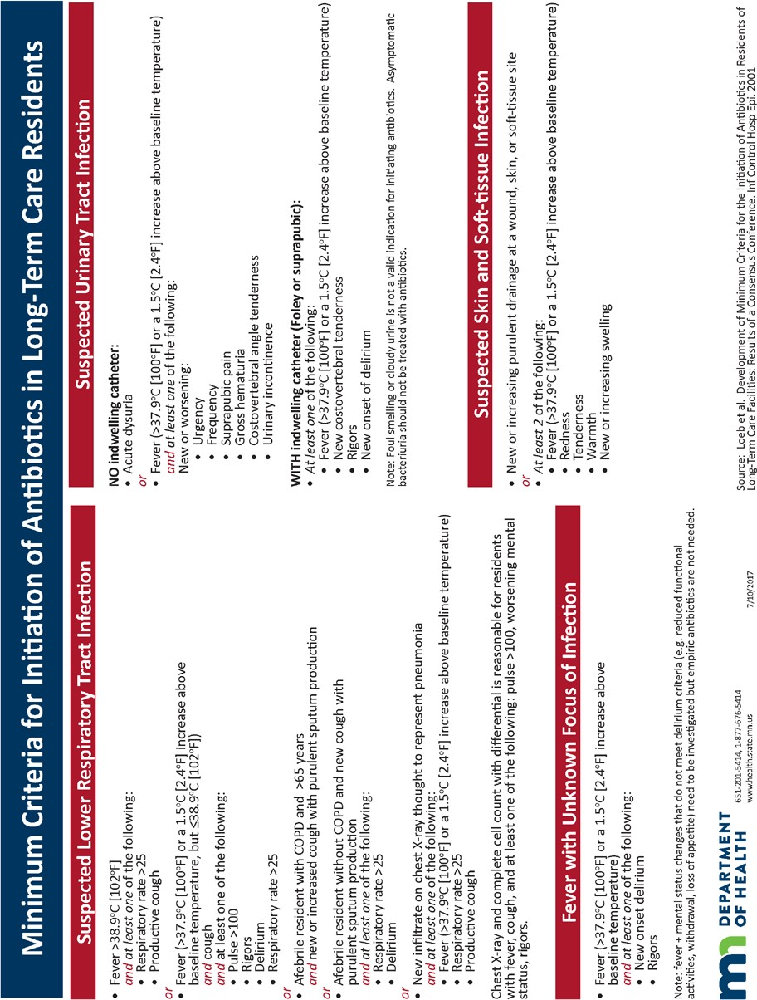 Minimum Criteria for Initiation of Antibiotics in Long-Term Care Residents
Suspected Lower Respiratory Tract Infection
• Fever >38.9°C [102°F]
and at least one of the following:
• Respiratory rate >25
• Productive cough
or
• Fever (>37.9°C [100°F] or a 1.5°C [2.4°F] increase above
baseline temperature, but ≤38.9°C [102°F])
and cough
and at least one of the following:
• Pulse >100
• Rigors
• Delirium
• Respiratory rate >25
or
• Afebrile resident with COPD and >65 years
and new or increased cough with purulent sputum production
or
• Afebrile resident without COPD and new cough with
purulent sputum production
and at least one of the following:
• Respiratory rate >25
• Delirium
or
• New infiltrate on chest X-ray thought to represent pneumonia
and at least one of the following:
• Fever (>37.9°C [100°F] or a 1.5°C [2.4°F] increase above baseline temperature)
• Respiratory rate >25
• Productive cough
Chest X-ray and complete cell count with differential is reasonable for residents
with fever, cough, and at least one of the following: pulse >100, worsening mental
status, rigors.
Fever with Unknown Focus of Infection
• Fever (>37.9°C [100°F] or a 1.5°C [2.4°F] increase above
baseline temperature)
and at least one of the following:
• New onset delirium
• Rigors
Note: fever + mental status changes that do not meet delirium criteria (e.g. reduced functional
activities, withdrawal, loss of appetite) need to be investigated but empiric antibiotics are not needed.
Suspected Urinary Tract Infection
NO indwelling catheter:
• Acute dysuria
or
• Fever (>37.9°C [100°F] or a 1.5°C [2.4°F] increase above baseline temperature)
and at least one of the following:
New or worsening:
• Urgency
• Frequency
• Suprapubic pain
• Gross hematuria
• Costovertebral angle tenderness
• Urinary incontinence
WITH indwelling catheter (Foley or suprapubic):
• At least one of the following:
• Fever (>37.9°C [100°F] or a 1.5°C [2.4°F] increase above baseline temperature)
• New costovertebral tenderness
• Rigors
• New onset of delirium
Note: Foul smelling or cloudy urine is not a valid indication for initiating antibiotics. Asymptomatic
bacteriuria should not be treated with antibiotics.
Suspected Skin and Soft-tissue Infection
• New or increasing purulent drainage at a wound, skin, or soft-tissue site
or
• At least 2 of the following:
• Fever (>37.9°C [100°F] or a 1.5°C [2.4°F] increase above baseline temperature)
• Redness
• Tenderness
• Warmth
• New or increasing swelling
m
DEPARTMENT
OF HEALTH
651-201-5414, 1-877-676-5414
www.health.state.mn.us
7/10/2017
Source: Loeb et al. Development of Minimum Criteria for the Initiation of Antibiotics in Residents of
Long-Term Care Facilities: Results of a Consensus Conference. Inf Control Hosp Epi. 2001